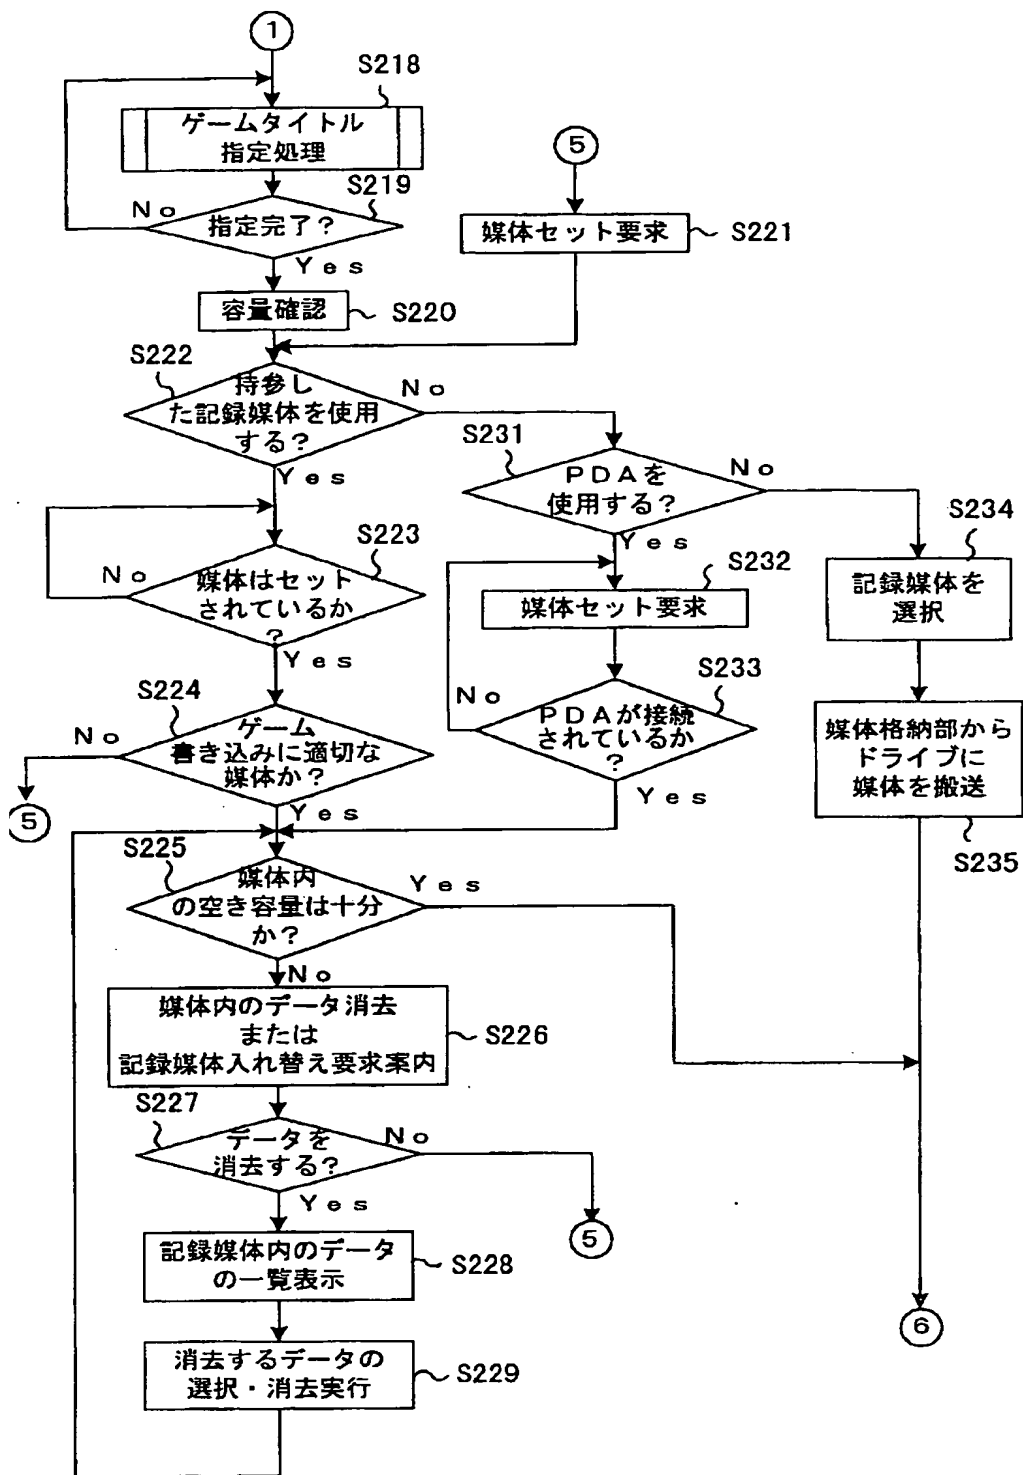 1
S218
ゲームタイトル
指定処理
5
S219
No
指定完了？
媒体セット要求
S221
Yes
容量確認
S220
S222
持参し
た記録媒体を使用
する？
No
Yes
S231
PDAを
使用する？
No
Yes
S234
記録媒体を
選択
S223
No
媒体はセット
されているか
？
Yes
S232
媒体セット要求
S233
No
PDAが接続
されているか
？
Yes
媒体格納部から
ドライブに
媒体を搬送
S235
S224
No
ゲーム
書き込みに適切な
媒体か？
Yes
5
S225
媒体内
の空き容量は十分
か？
Yes
No
媒体内のデータ消去
または
記録媒体入れ替え要求案内
S226
S227
データを
消去する？
No
Yes
5
記録媒体内のデータ
の一覧表示
S228
6
消去するデータの
選択・消去実行
S229